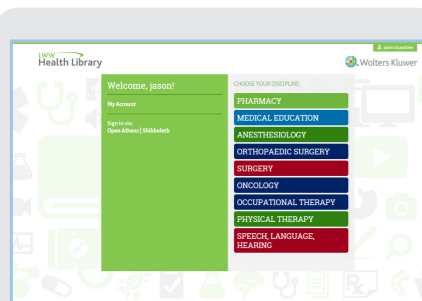 LWW
Health Library
Wolters Kluwer
Welcome, jason!
My Account
Sign in via:
Open Athens | Shibboleth
CHOOSE YOUR DISCIPLINE:
PHARMACY
MEDICAL EDUCATION
ANESTHESIOLOGY
ORTHOPAEDIC SURGERY
SURGERY
ONCOLOGY
OCCUPATIONAL THERAPY
PHYSICAL THERAPY
SPEECH, LANGUAGE,
HEARING